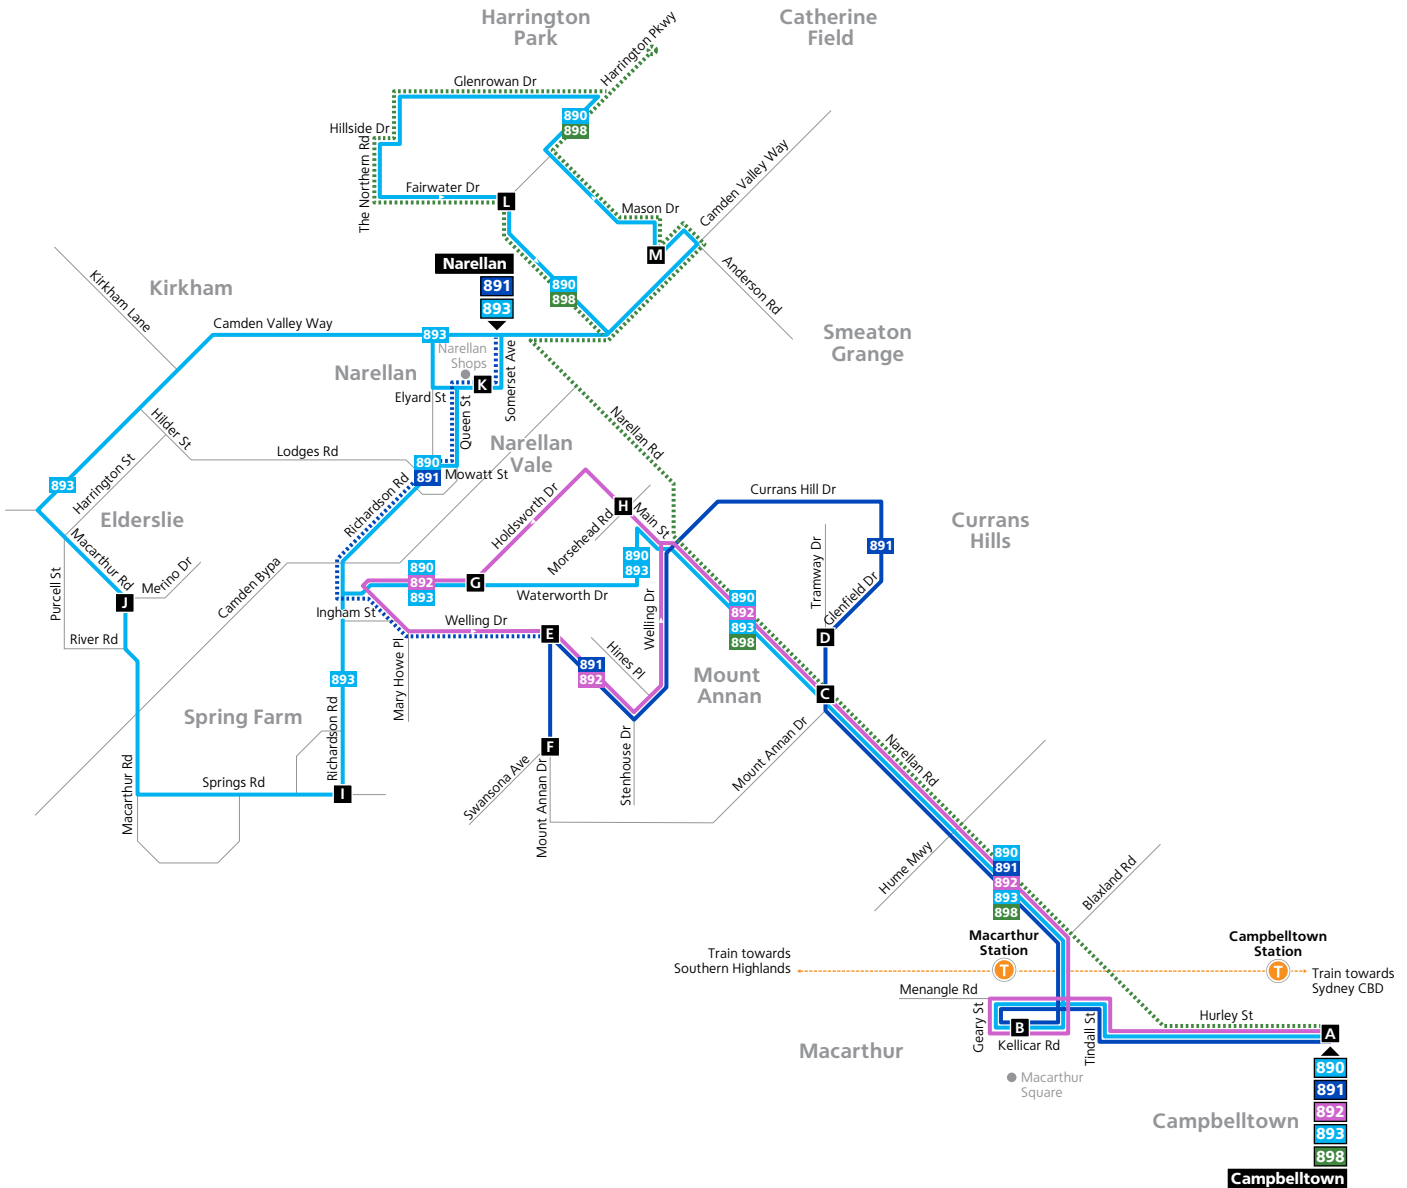 Harrington
Park
Catherine
Field
Harrington Pkwy
Glenrowan Dr
890
898
Hillside Dr
The Northern Rd
Fairwater Dr
L
Mason Dr
M
Camden Valley Way
Anderson Rd
Narellan
891
893
890
898
Kirkham
Kirkham Lane
Camden Valley Way
893
Smeaton
Grange
Narellan
Shops
Narellan
K
Somerset Ave
Elyard St
Queen St
Narellan Rd
Hilder St
Harrington St
Lodges Rd
Narellan
Vale
890
891
Mowatt St
893
Richardson Rd
Holdsworth Dr
H
Main St
Morsehead Rd
Currans Hill Dr
Currans
Hills
891
Elderslie
Macarthur Rd
Purcell St
Merino Dr
J
River Rd
Camden Bypa
890
892
893
G
Waterworth Dr
890
893
Tramway Dr
Glenfield Dr
D
Ingham St
Welling Dr
E
Welling Dr
890
892
893
898
Mary Howe Pl
891
892
Hines Pl
Mount
Annan
C
893
Spring Farm
Richardson Rd
Macarthur Rd
Springs Rd
I
F
Swansona Ave
Mount Annan Dr
Stenhouse Dr
Mount Annan Dr
Narellan Rd
Hume Mwy
890
891
892
893
898
Blaxland Rd
Macarthur
Station
T
Campbelltown
Station
T
Train towards
Southern Highlands
Train towards
Sydney CBD
Menangle Rd
Geary St
B
Kellicar Rd
Tindall St
Hurley St
A
Macarthur
Macarthur
Square
890
891
892
893
898
Campbelltown
Campbelltown